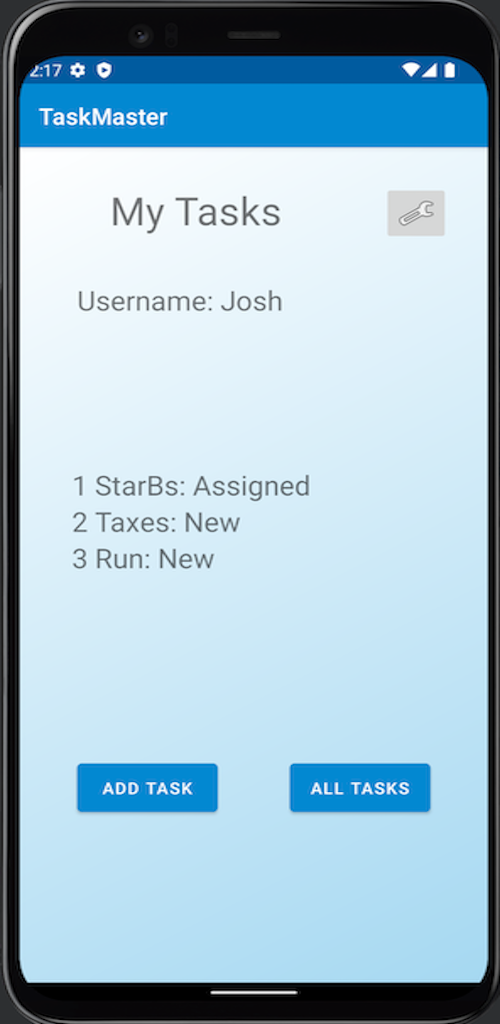 2:17
TaskMaster
My Tasks
Username: Josh
1 StarBs: Assigned
2 Taxes: New
3 Run: New
ADD TASK
ALL TASKS